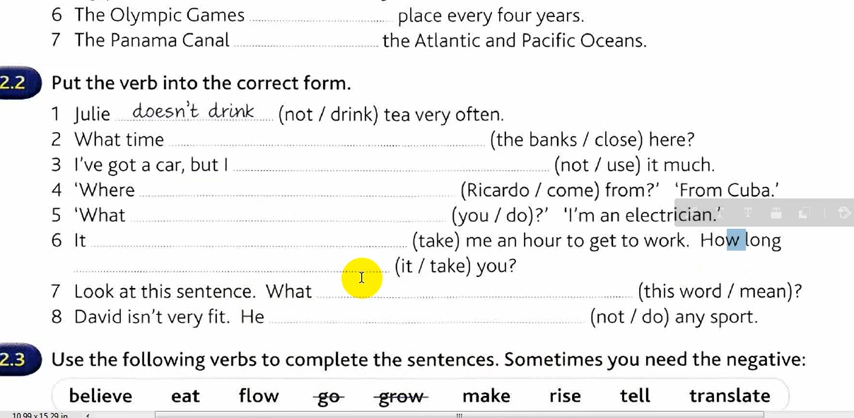 6 The Olympic Games ........................ place every four years.
7 The Panama Canal ........................ the Atlantic and Pacific Oceans.
2.2 Put the verb into the correct form.
1 Julie doesn't drink (not / drink) tea very often.
2 What time ........................ (the banks / close) here?
3 I've got a car, but I ........................ (not / use) it much.
4 'Where ........................ (Ricardo / come) from?' 'From Cuba.'
5 'What ........................ (you / do)?' 'I'm an electrician.'
6 It ........................ (take) me an hour to get to work. How long
........................ (it / take) you?
7 Look at this sentence. What ........................ (this word / mean)?
8 David isn't very fit. He ........................ (not / do) any sport.
2.3 Use the following verbs to complete the sentences. Sometimes you need the negative:
believe eat flow go grow make rise tell translate
10.99 x 15.29 in